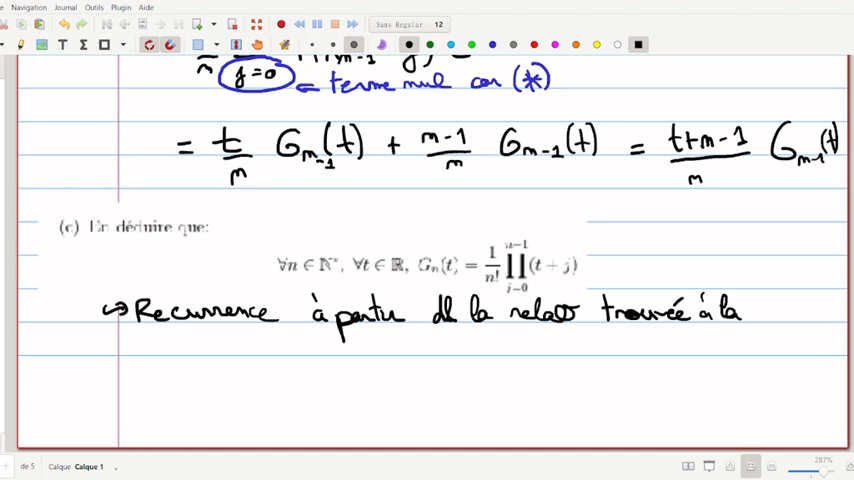 Navigation Journal Outils Plugin Aide
Sans Regular 12
j=0
← terme nul car (*)
= t/n G_{n-1}(t) + n-1/n G_{n-1}(t) = t+n-1/n G_{n-1}(t)
(c) En déduire que:
∀n ∈ ℕ*, ∀t ∈ ℝ, G_n(t) = 1/n! ∏_{j=0}^{n-1} (t + j)
↪ Recurrence à partir de la relato trouvée à la
de 5 Calque Calque 1
287%